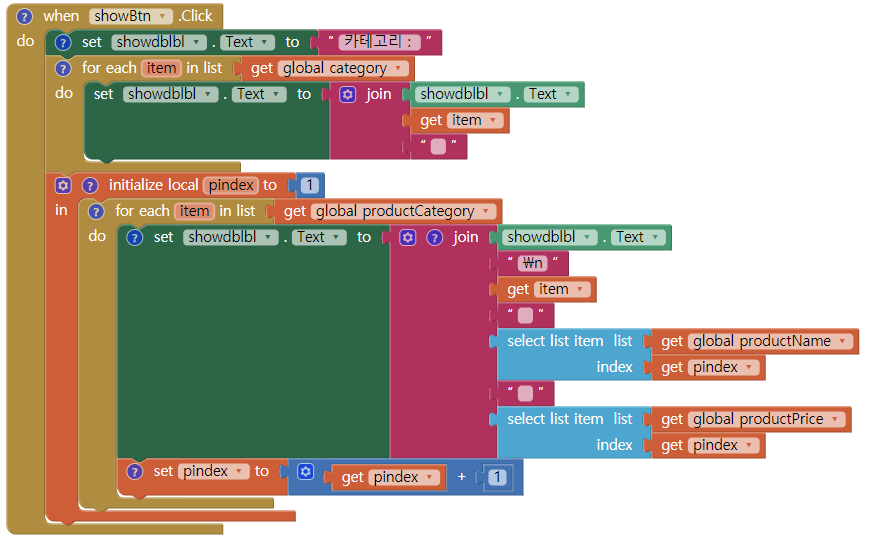 ? when showBtn .Click
do ? set showdblbl . Text to " 카테고리 : "
? for each item in list get global category
do set showdblbl . Text to join showdblbl . Text
get item
" "
? initialize local pindex to 1
in ? for each item in list get global productCategory
do ? set showdblbl . Text to ? join showdblbl . Text
" ₩n "
get item
" "
select list item list get global productName
index get pindex
" "
select list item list get global productPrice
index get pindex
? set pindex to get pindex + 1